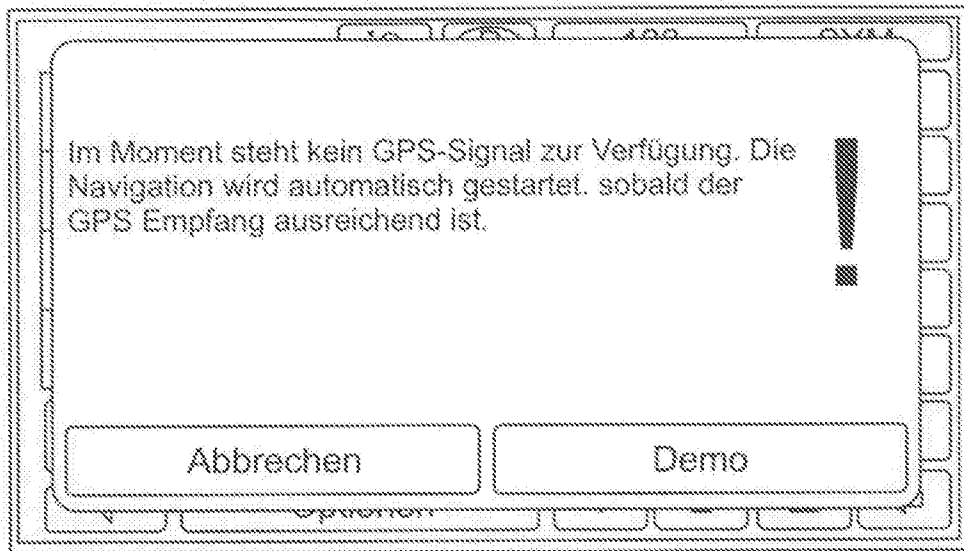 Im Moment steht kein GPS-Signal zur Verfügung. Die
Navigation wird automatisch gestartet. sobald der
GPS Empfang ausreichend ist.
Abbrechen Demo
Optionen